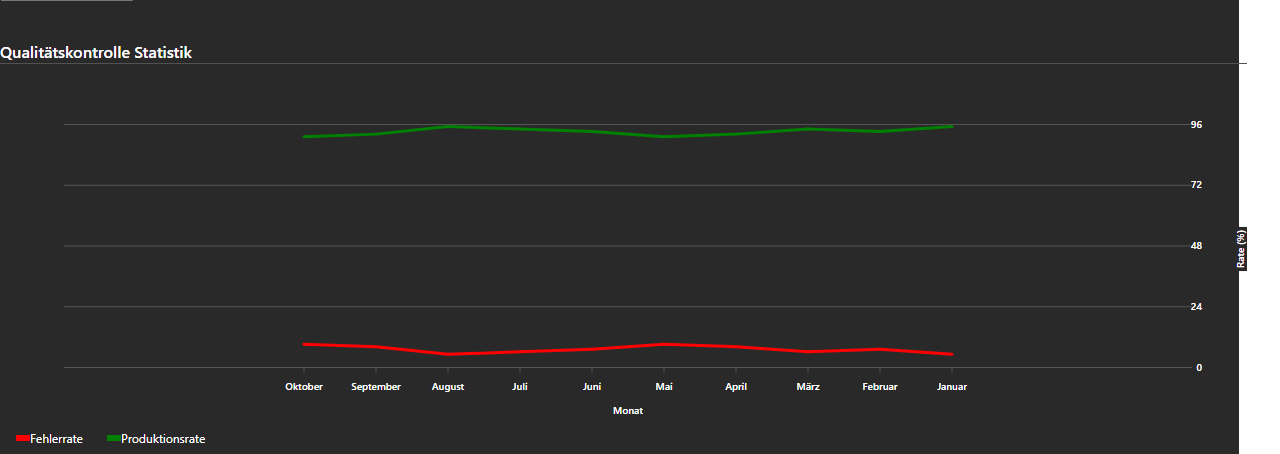 Qualitätskontrolle Statistik
96
72
48
24
0
Rate (%)
Oktober September August Juli Juni Mai April März Februar Januar
Monat
Fehlerrate Produktionsrate